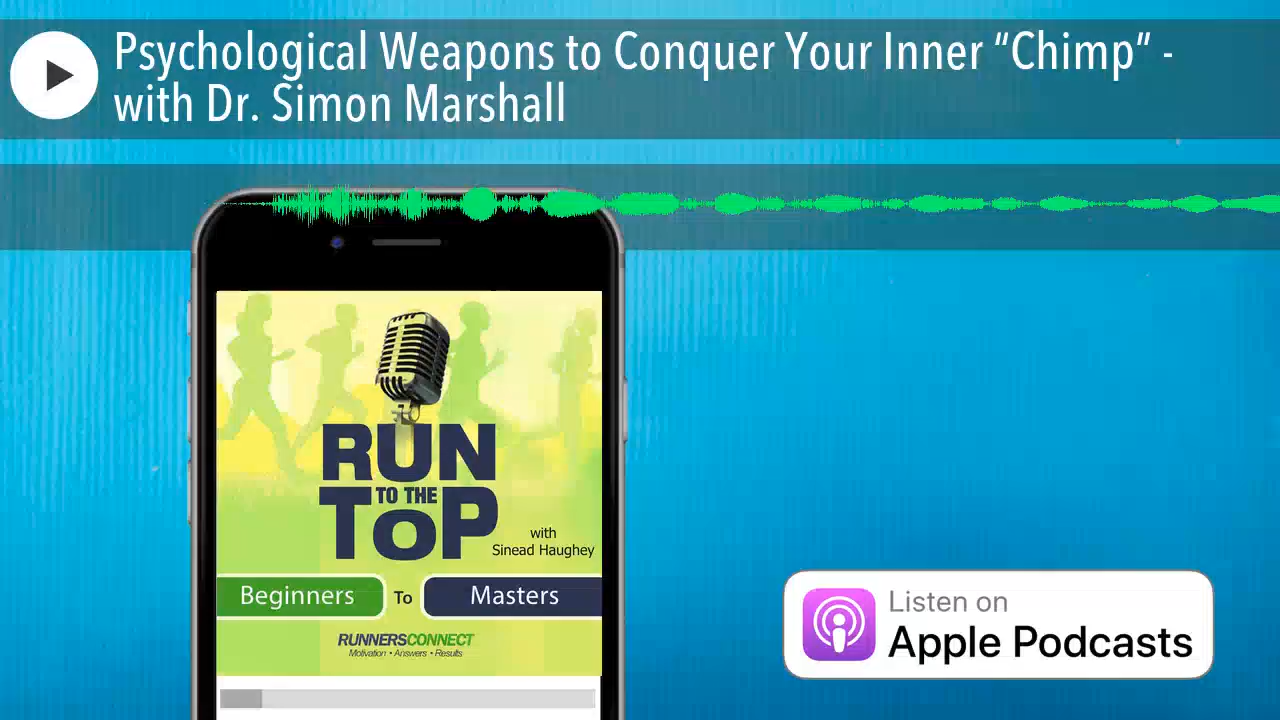 Psychological Weapons to Conquer Your Inner “Chimp” -
with Dr. Simon Marshall
RUN
TO THE
TOP
with
Sinead Haughey
Beginners To Masters
RUNNERSCONNECT
Motivation • Answers • Results
Listen on
Apple Podcasts